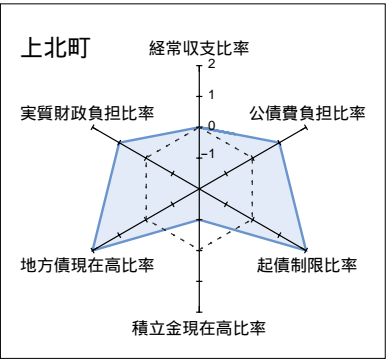 上北町
経常収支比率
2
実質財政負担比率
1
公債費負担比率
0
-1
地方債現在高比率
起債制限比率
積立金現在高比率